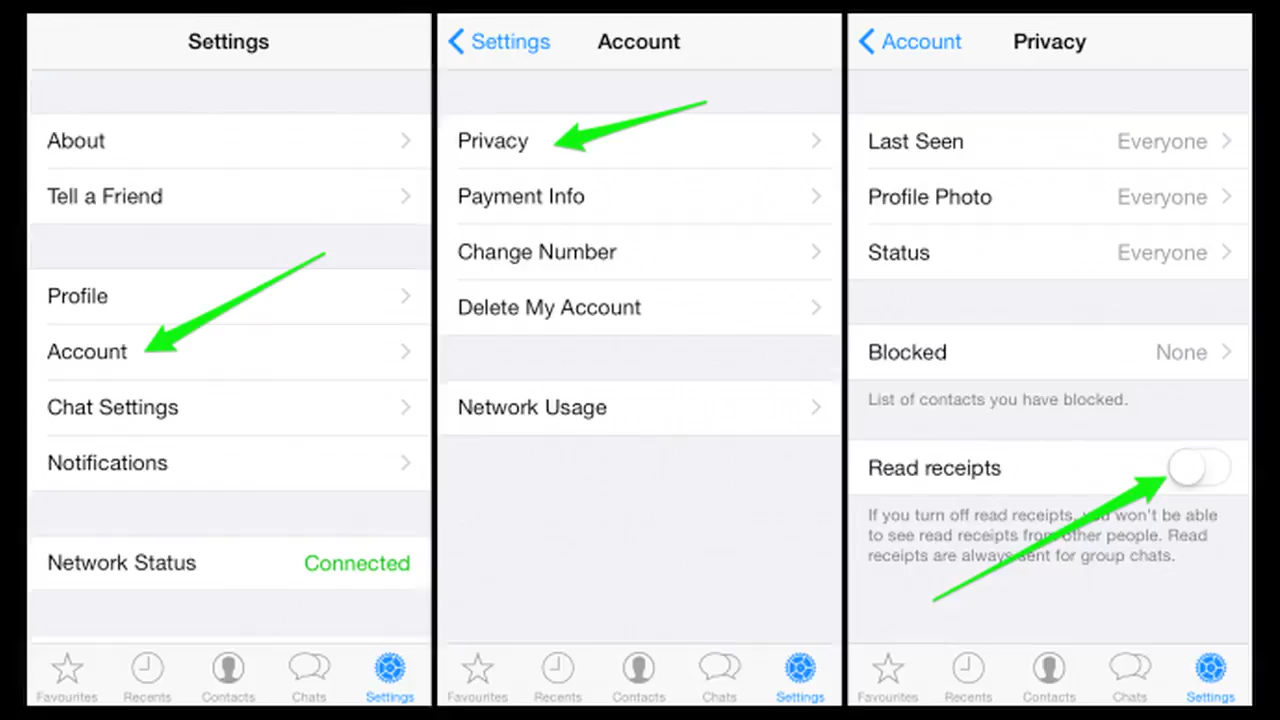 Settings
About
Tell a Friend
Profile
Account
Chat Settings
Notifications
Network Status Connected
Favourites Recents Contacts Chats Settings
Settings Account
Privacy
Payment Info
Change Number
Delete My Account
Network Usage
Favourites Recents Contacts Chats Settings
Account Privacy
Last Seen Everyone
Profile Photo Everyone
Status Everyone
Blocked None
List of contacts you have blocked.
Read receipts
If you turn off read receipts, you won't be able
to see read receipts from other people. Read
receipts are always sent for group chats.
Favourites Recents Contacts Chats Settings